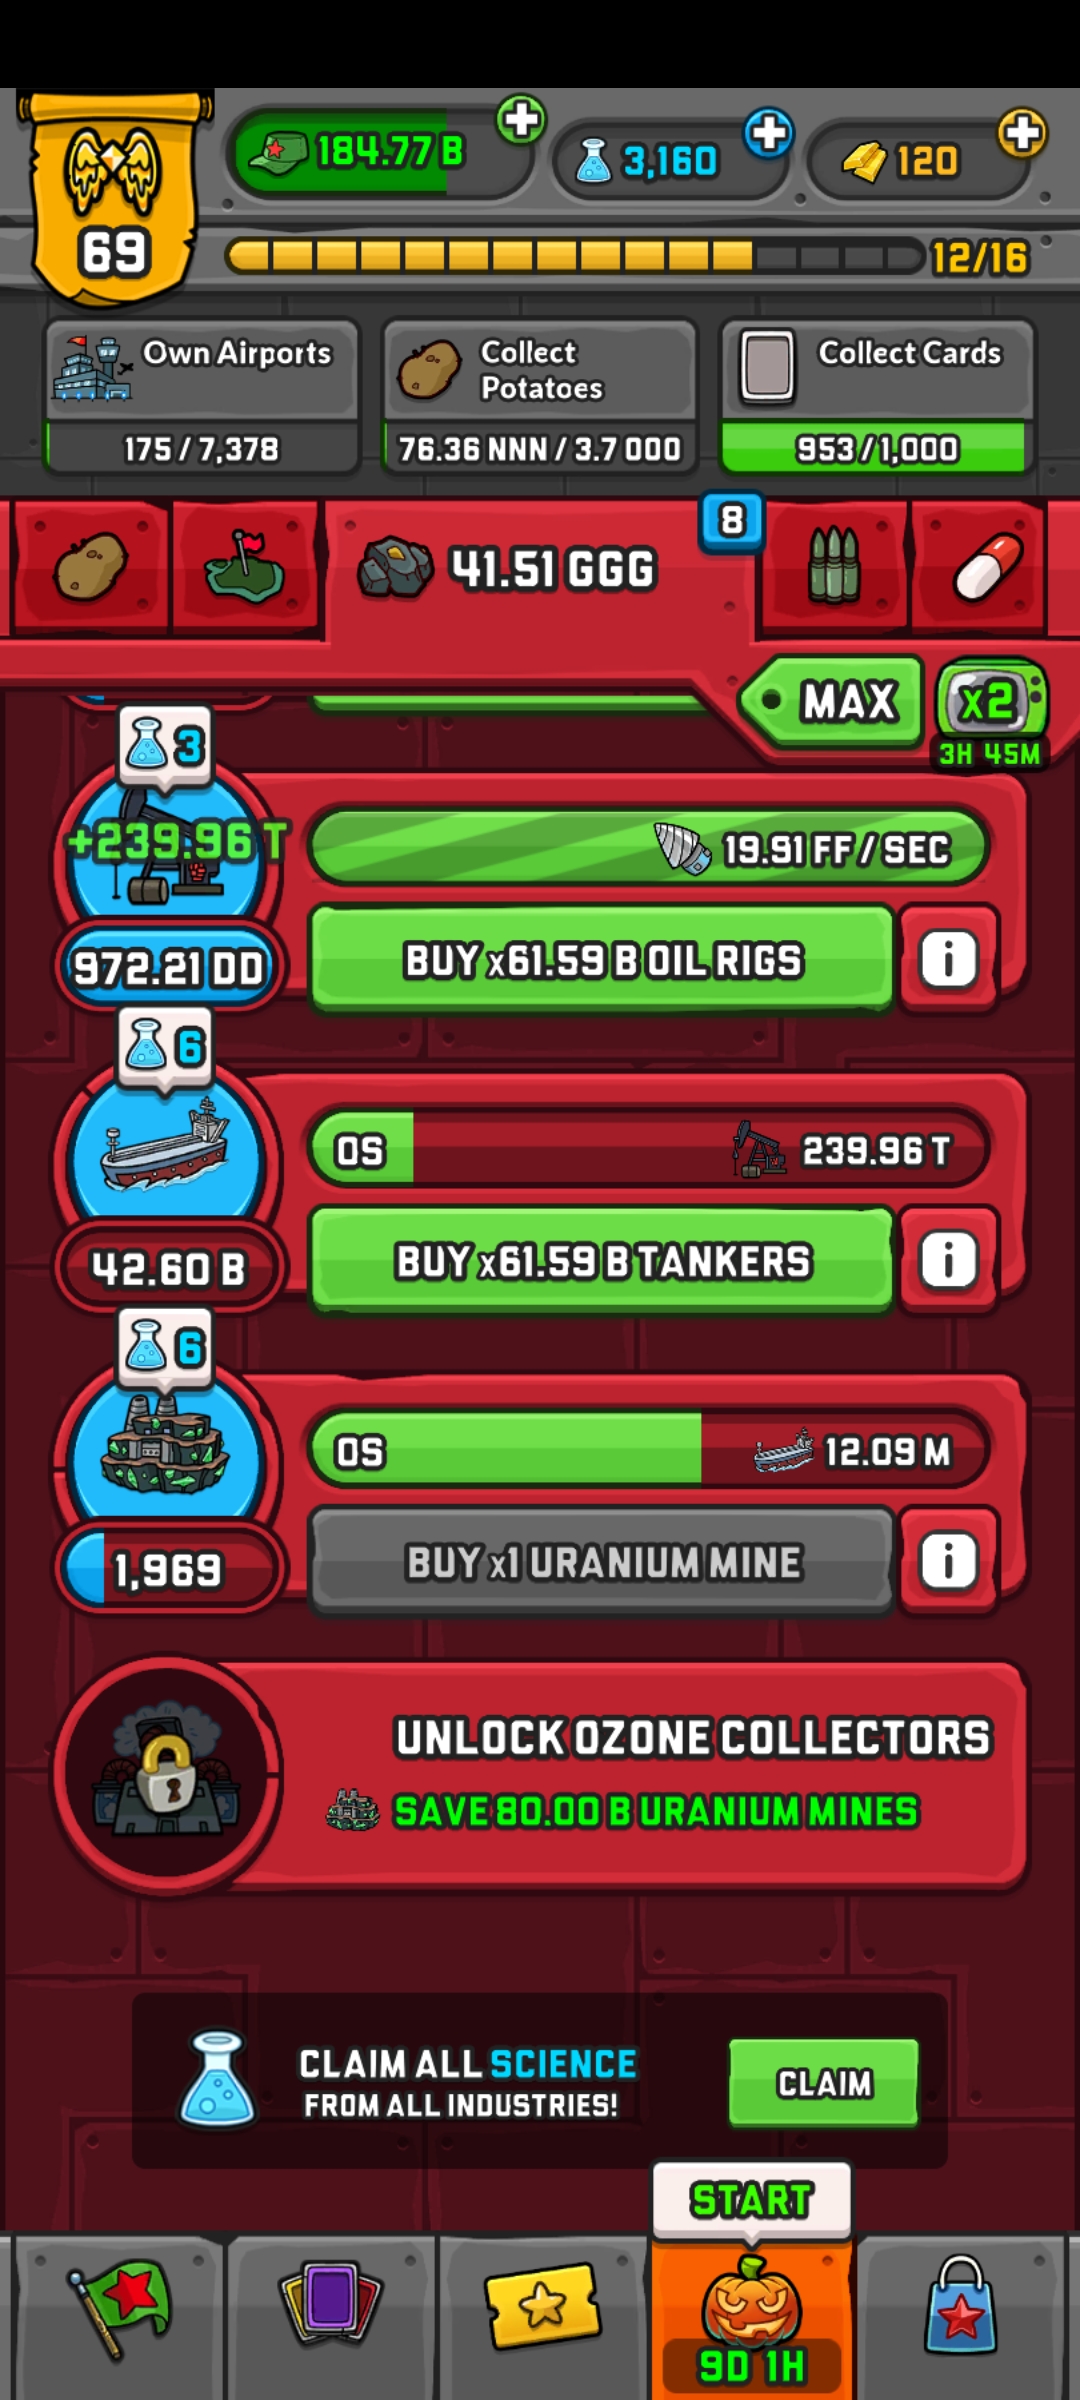 184.77 B
3,160
120
69
12/16
Own Airports
175 / 7,378
Collect
Potatoes
76.36 NNN / 3.7 OOO
Collect Cards
953 / 1,000
41.51 GGG
8
MAX
x2
3H 45M
3
+239.96 T
972.21 DD
19.91 FF / SEC
BUY x61.59 B OIL RIGS
i
6
42.60 B
0S
239.96 T
BUY x61.59 B TANKERS
i
6
1,969
0S
12.09 M
BUY x1 URANIUM MINE
i
UNLOCK OZONE COLLECTORS
SAVE 80.00 B URANIUM MINES
CLAIM ALL SCIENCE
FROM ALL INDUSTRIES!
CLAIM
START
9D 1H